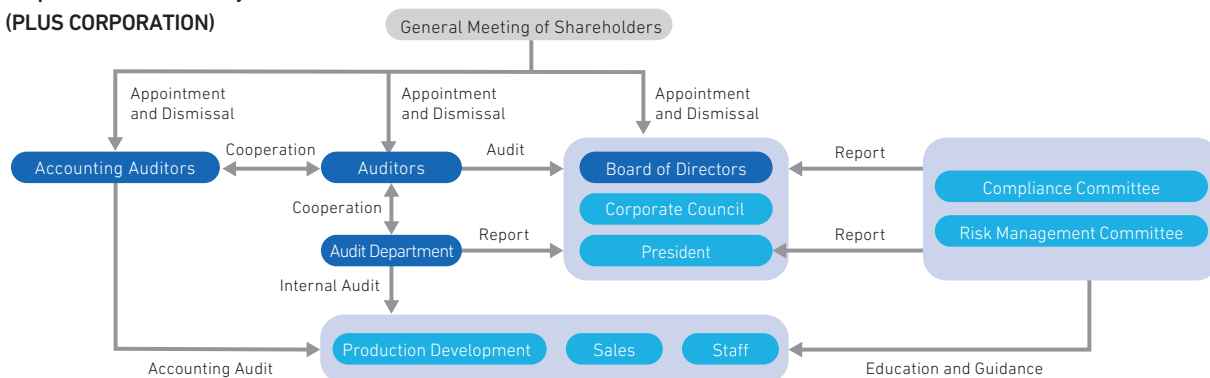 (PLUS CORPORATION)
General Meeting of Shareholders
Appointment
and Dismissal
Appointment
and Dismissal
Appointment
and Dismissal
Accounting Auditors
Cooperation
Auditors
Audit
Board of Directors
Report
Compliance Committee
Cooperation
Corporate Council
Audit Department
Report
President
Report
Risk Management Committee
Internal Audit
Production Development
Sales
Staff
Accounting Audit
Education and Guidance